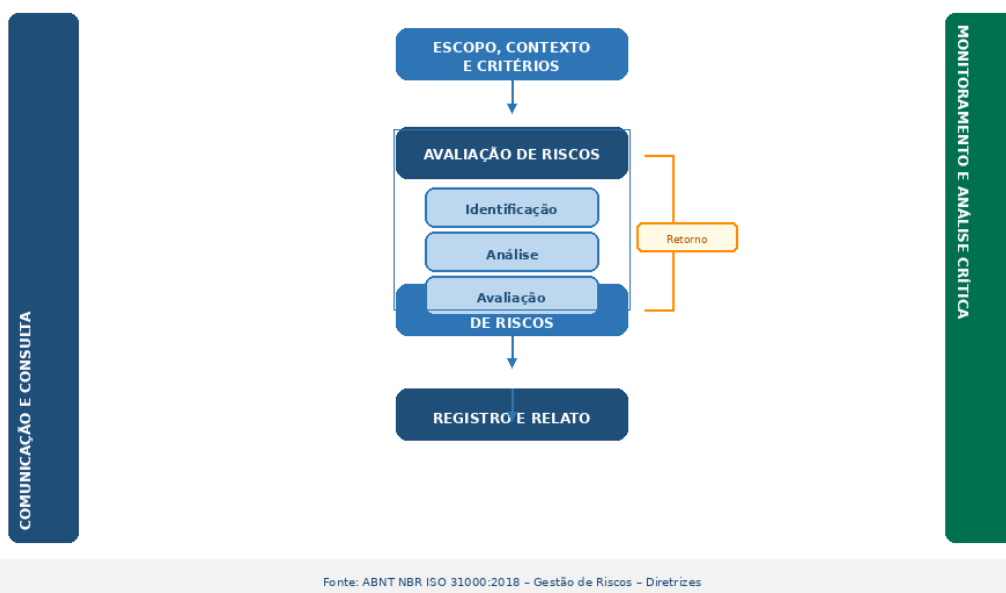 COMUNICAÇÃO E CONSULTA
ESCOPO, CONTEXTO
E CRITÉRIOS
AVALIAÇÃO DE RISCOS
Identificação
Análise
Avaliação
DE RISCOS
REGISTRO E RELATO
Retorno
MONITORAMENTO E ANÁLISE CRÍTICA
Fonte: ABNT NBR ISO 31000:2018 – Gestão de Riscos – Diretrizes